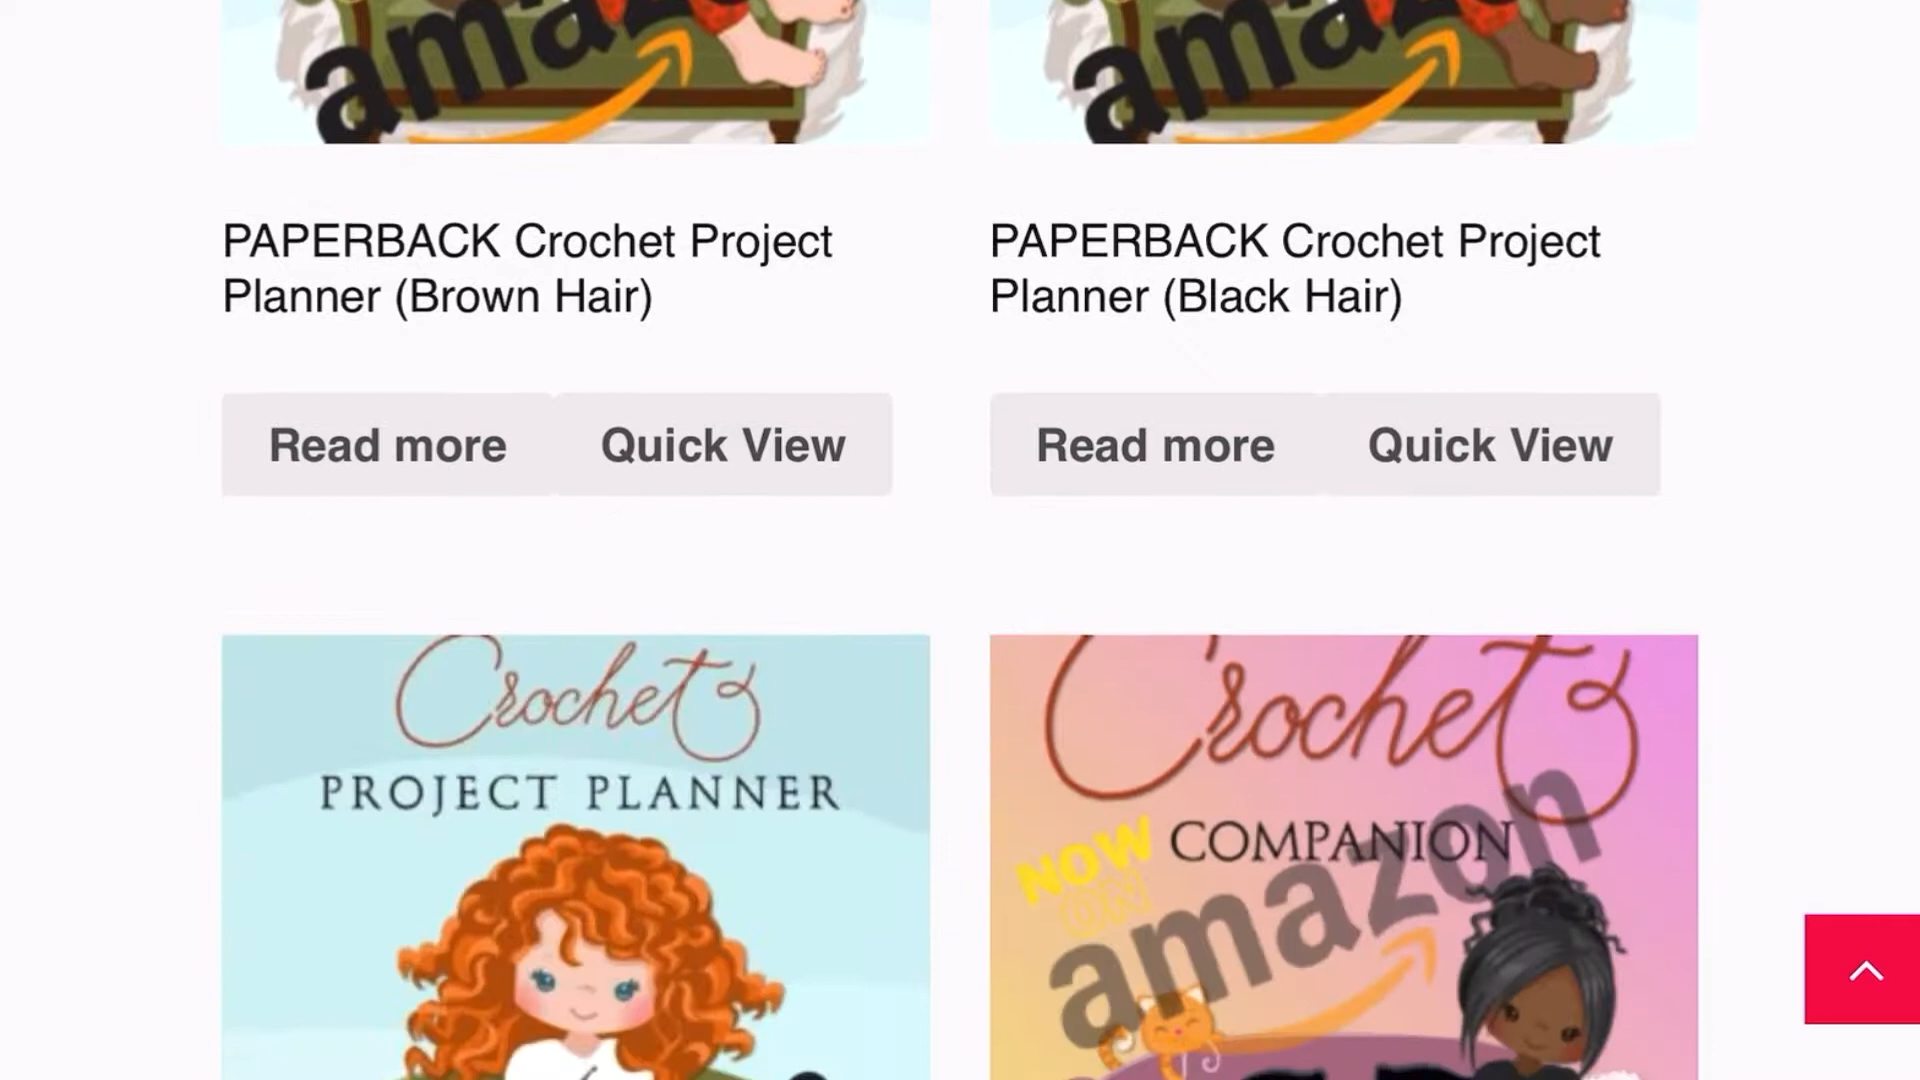 amaz
amaz
PAPERBACK Crochet Project
Planner (Brown Hair)
PAPERBACK Crochet Project
Planner (Black Hair)
Read more
Quick View
Read more
Quick View
Crochet
PROJECT PLANNER
Crochet
COMPANION
NOW
ON
amazon